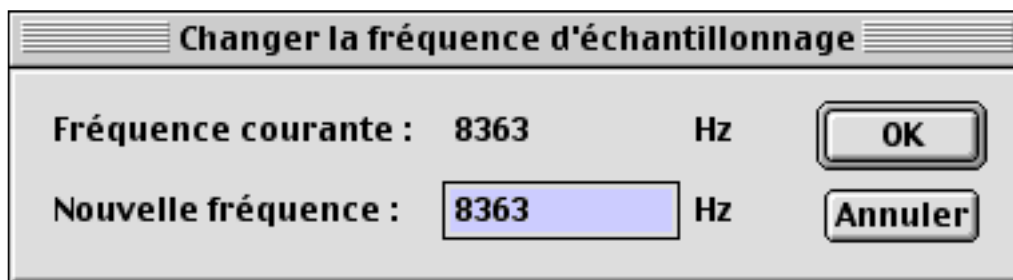 Changer la fréquence d'échantillonnage
Fréquence courante : 8363 Hz
OK
Nouvelle fréquence : 8363 Hz
Annuler